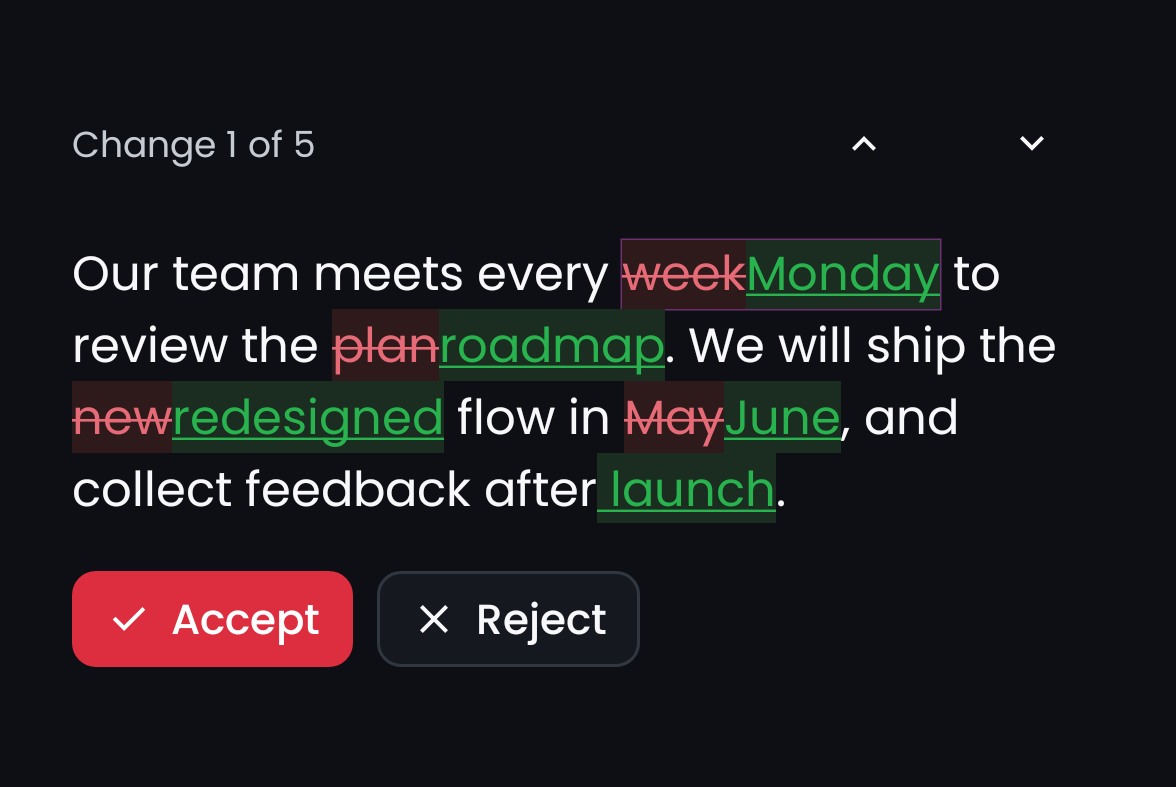 Change 1 of 5
Our team meets every weekMonday to
review the planroadmap. We will ship the
newredesigned flow in MayJune, and
collect feedback after launch.
Accept
Reject